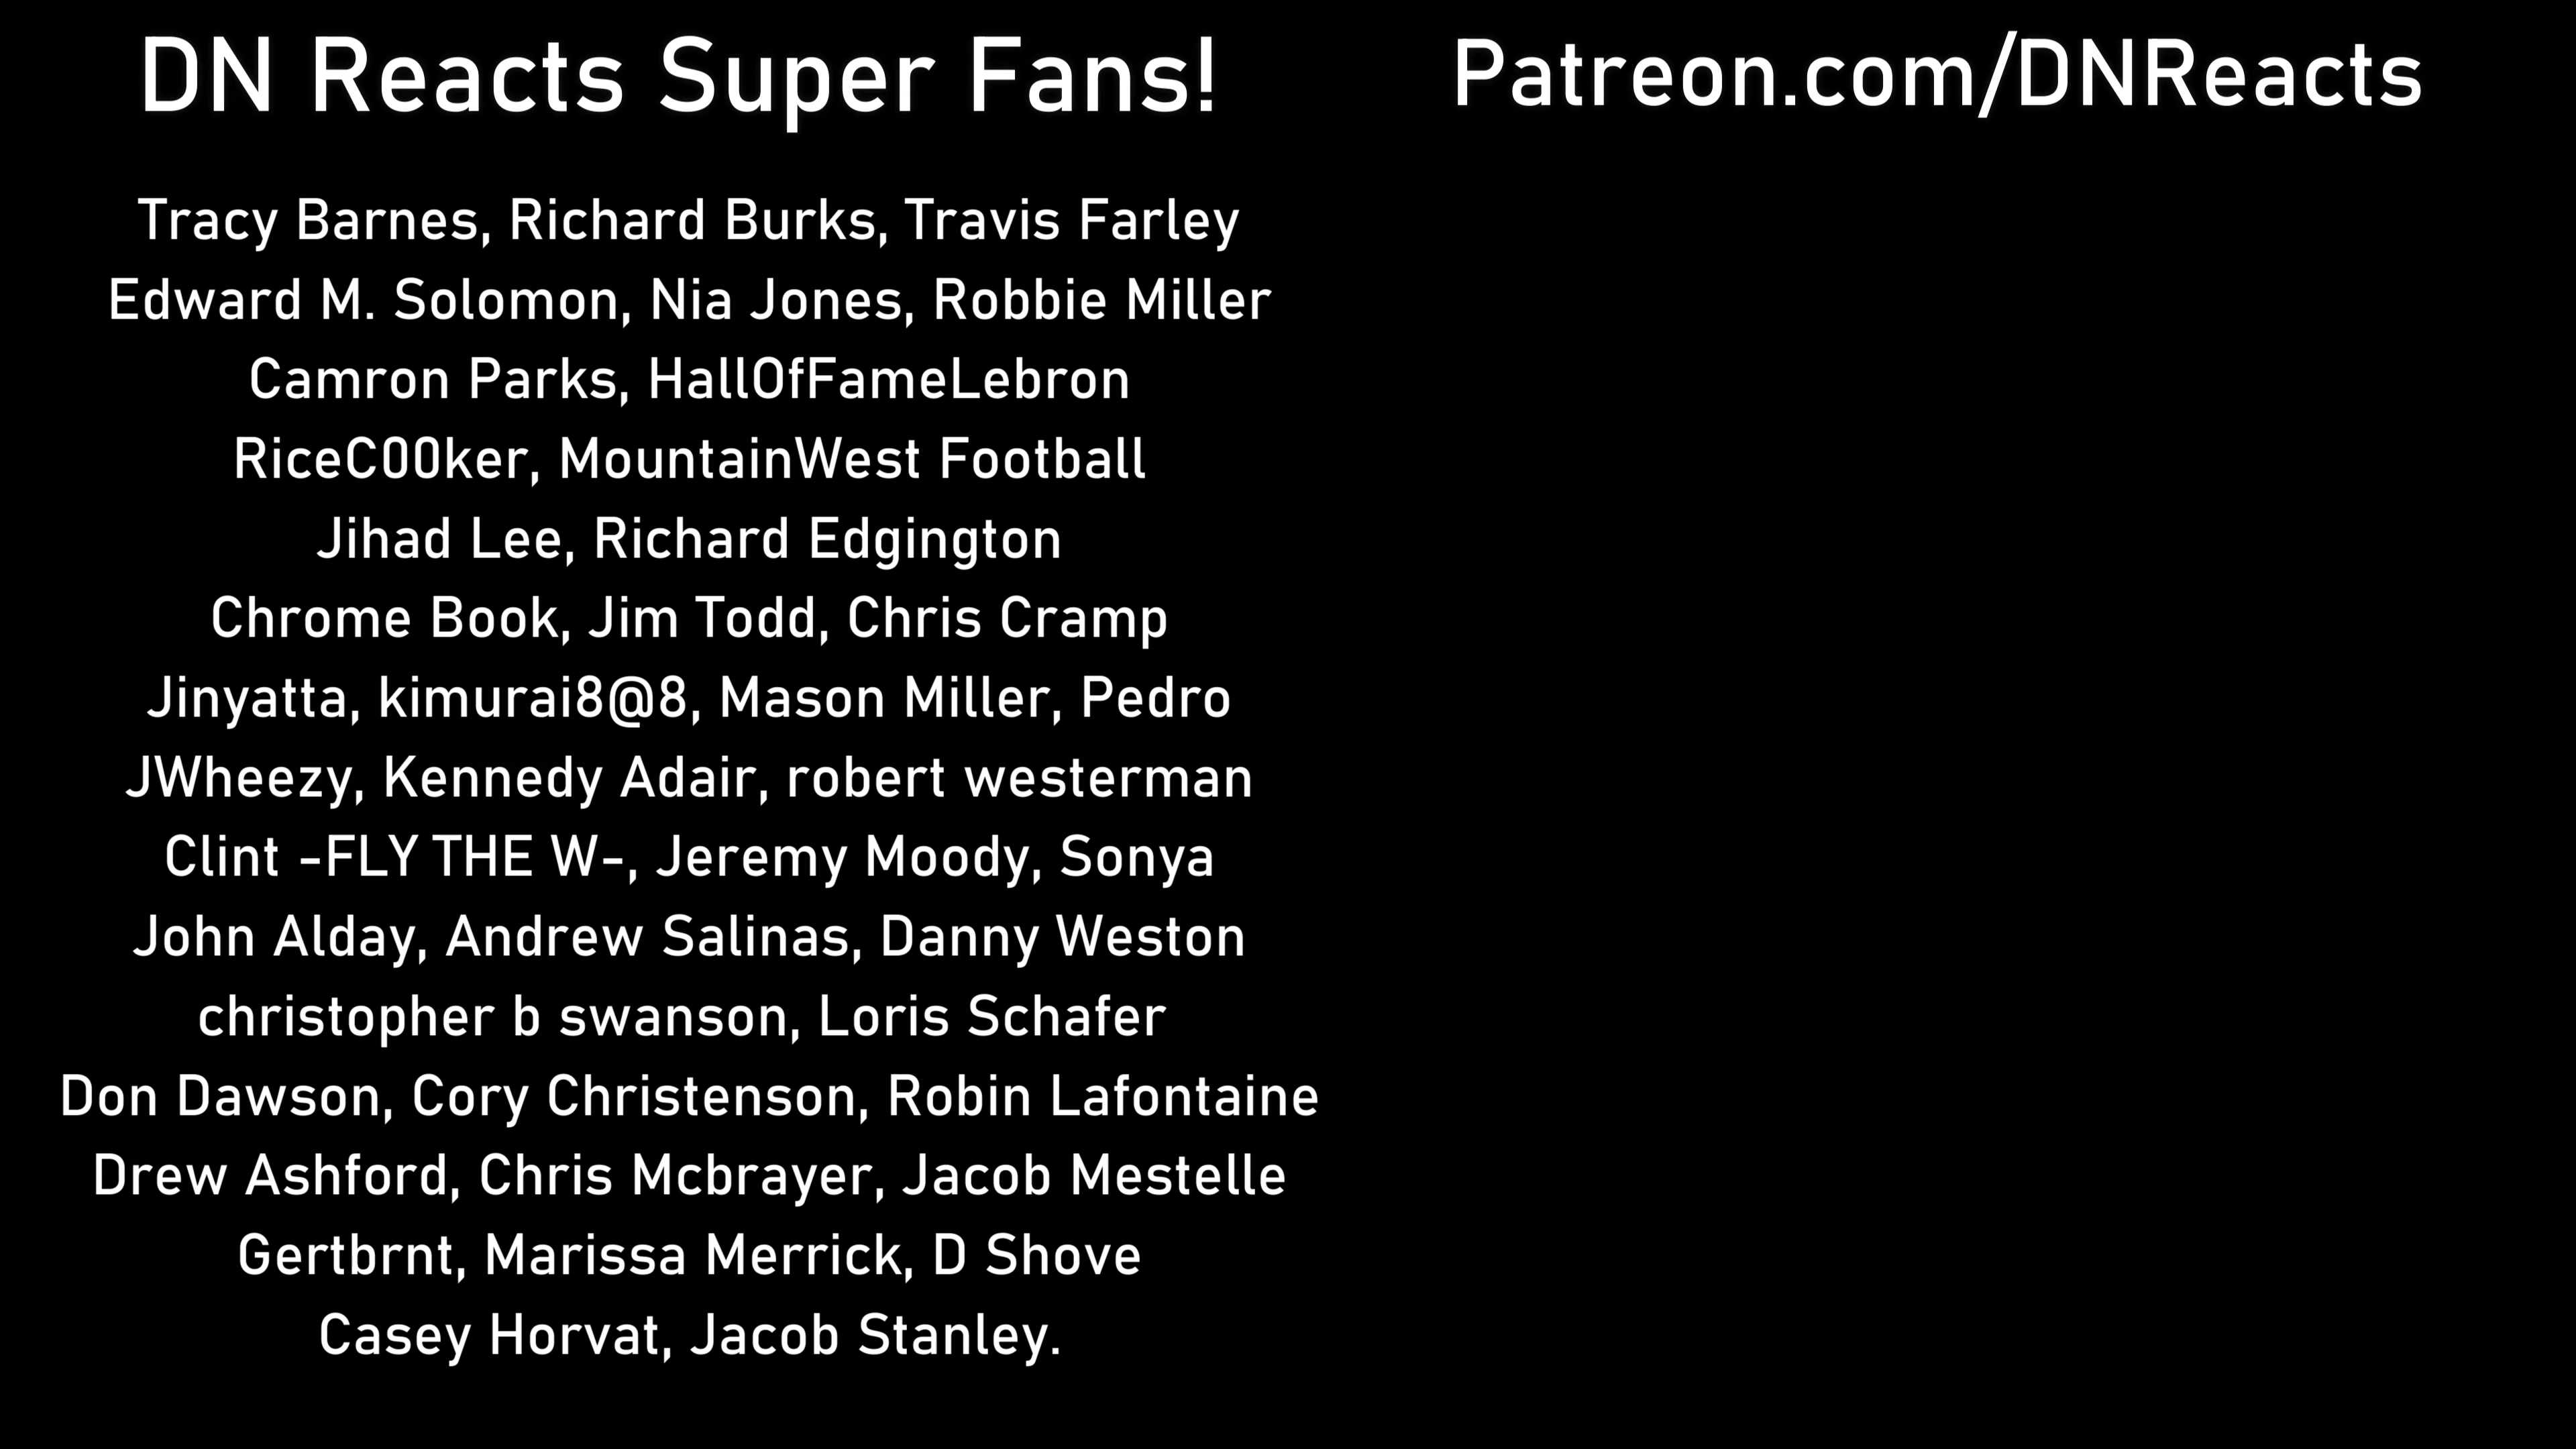 DN Reacts Super Fans!
Patreon.com/DNReacts
Tracy Barnes, Richard Burks, Travis Farley
Edward M. Solomon, Nia Jones, Robbie Miller
Camron Parks, HallOfFameLebron
RiceC00ker, MountainWest Football
Jihad Lee, Richard Edgington
Chrome Book, Jim Todd, Chris Cramp
Jinyatta, kimurai8@8, Mason Miller, Pedro
JWheezy, Kennedy Adair, robert westerman
Clint -FLY THE W-, Jeremy Moody, Sonya
John Alday, Andrew Salinas, Danny Weston
christopher b swanson, Loris Schafer
Don Dawson, Cory Christenson, Robin Lafontaine
Drew Ashford, Chris Mcbrayer, Jacob Mestelle
Gertbrnt, Marissa Merrick, D Shove
Casey Horvat, Jacob Stanley.